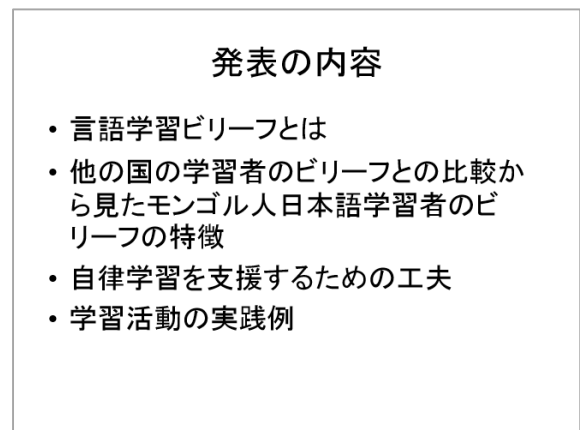 発表の内容
• 言語学習ビリーフとは
• 他の国の学習者のビリーフとの比較か
ら見たモンゴル人日本語学習者のビ
リーフの特徴
• 自律学習を支援するための工夫
• 学習活動の実践例